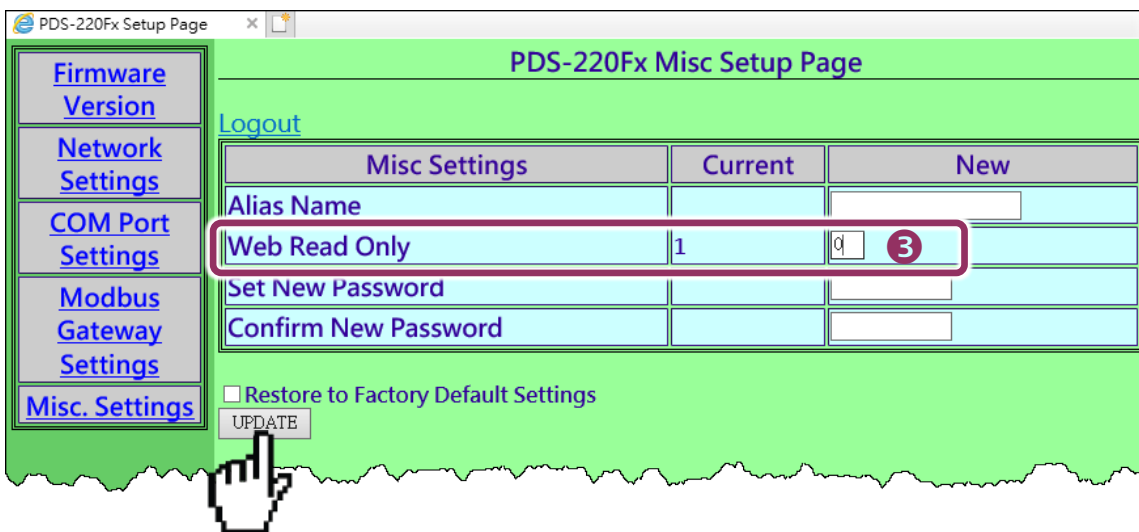 PDS-220Fx Setup Page
PDS-220Fx Misc Setup Page
Firmware
Version
Network
Settings
COM Port
Settings
Modbus
Gateway
Settings
Misc. Settings
Logout
Misc Settings Current New
Alias Name
Web Read Only 1 0 3
Set New Password
Confirm New Password
Restore to Factory Default Settings
UPDATE